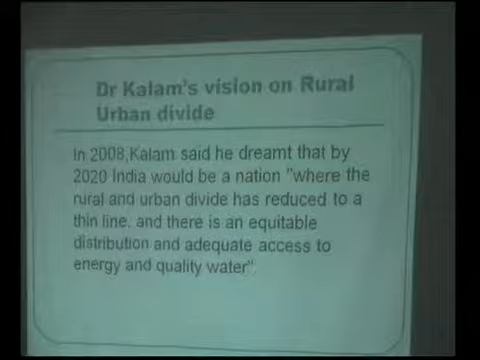 Dr Kalam's vision on Rural
Urban divide
In 2008,Kalam said he dreamt that by
2020 India would be a nation "where the
rural and urban divide has reduced to a
thin line. and there is an equitable
distribution and adequate access to
energy and quality water"